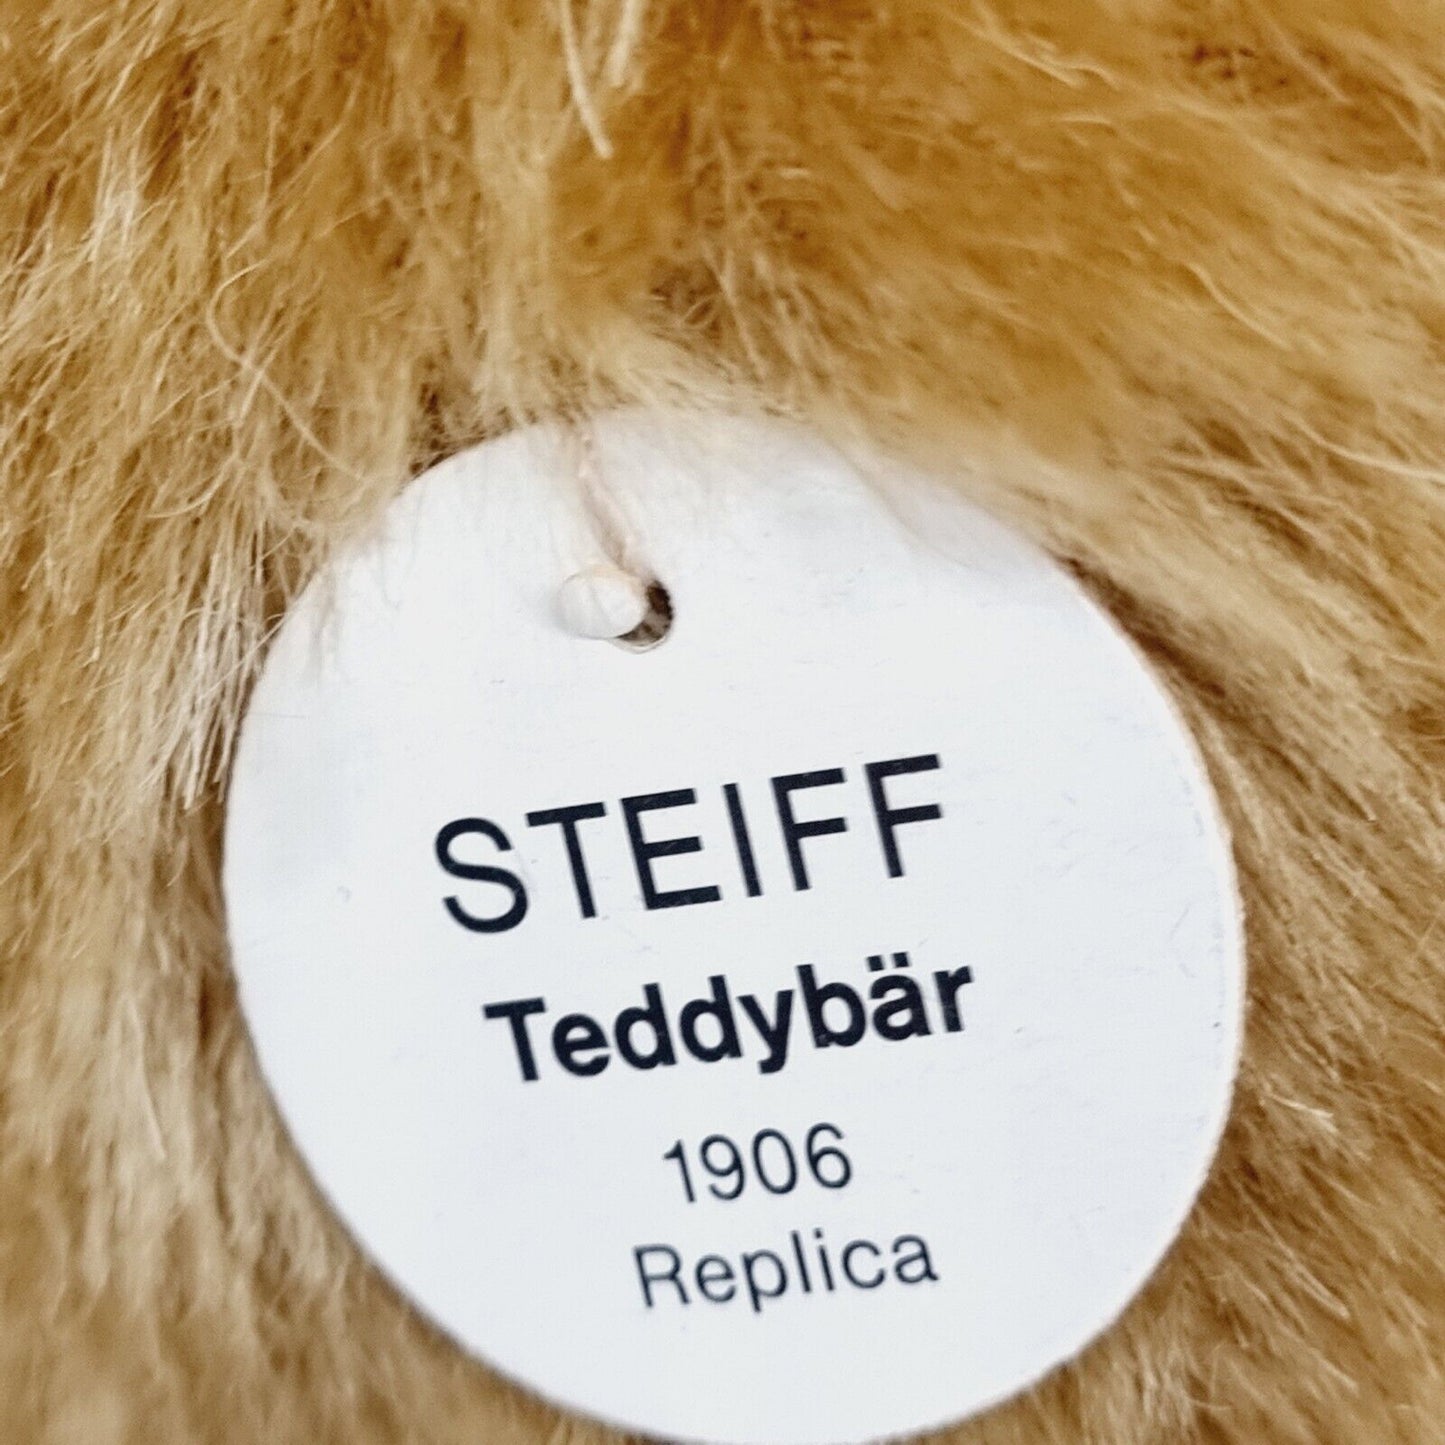 STEIFF
Teddybär
1906
Replica